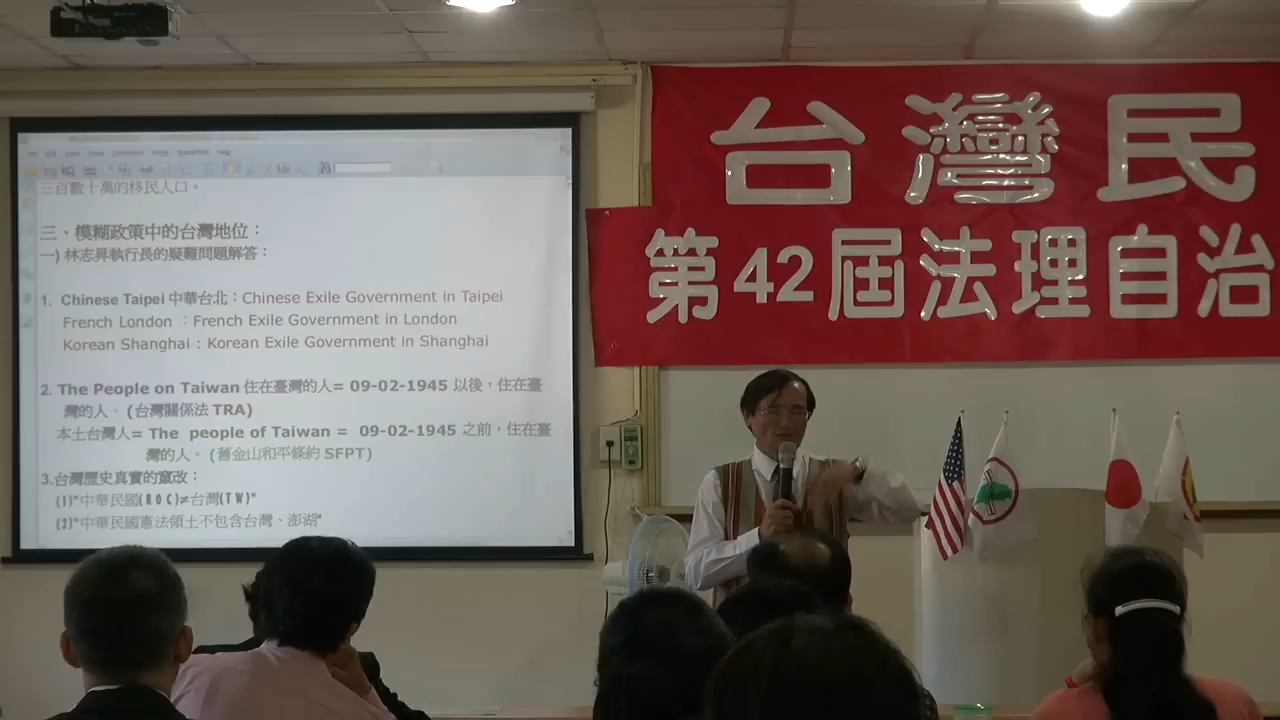 三百數十萬的移民人口。
三、模糊政策中的台灣地位：
一) 林志昇執行長的疑難問題解答：
1. Chinese Taipei 中華台北：Chinese Exile Government in Taipei
French London ：French Exile Government in London
Korean Shanghai : Korean Exile Government in Shanghai
2. The People on Taiwan 住在臺灣的人= 09-02-1945 以後，住在臺
灣的人。 (台灣關係法 TRA)
本土台灣人= The people of Taiwan = 09-02-1945 之前，住在臺
灣的人。 (舊金山和平條約 SFPT)
3.台灣歷史真實的竄改：
(1)"中華民國(ROC)≠台灣(TW)"
(2)"中華民國憲法領土不包含台灣、澎湖"
台灣民
第42屆法理自治